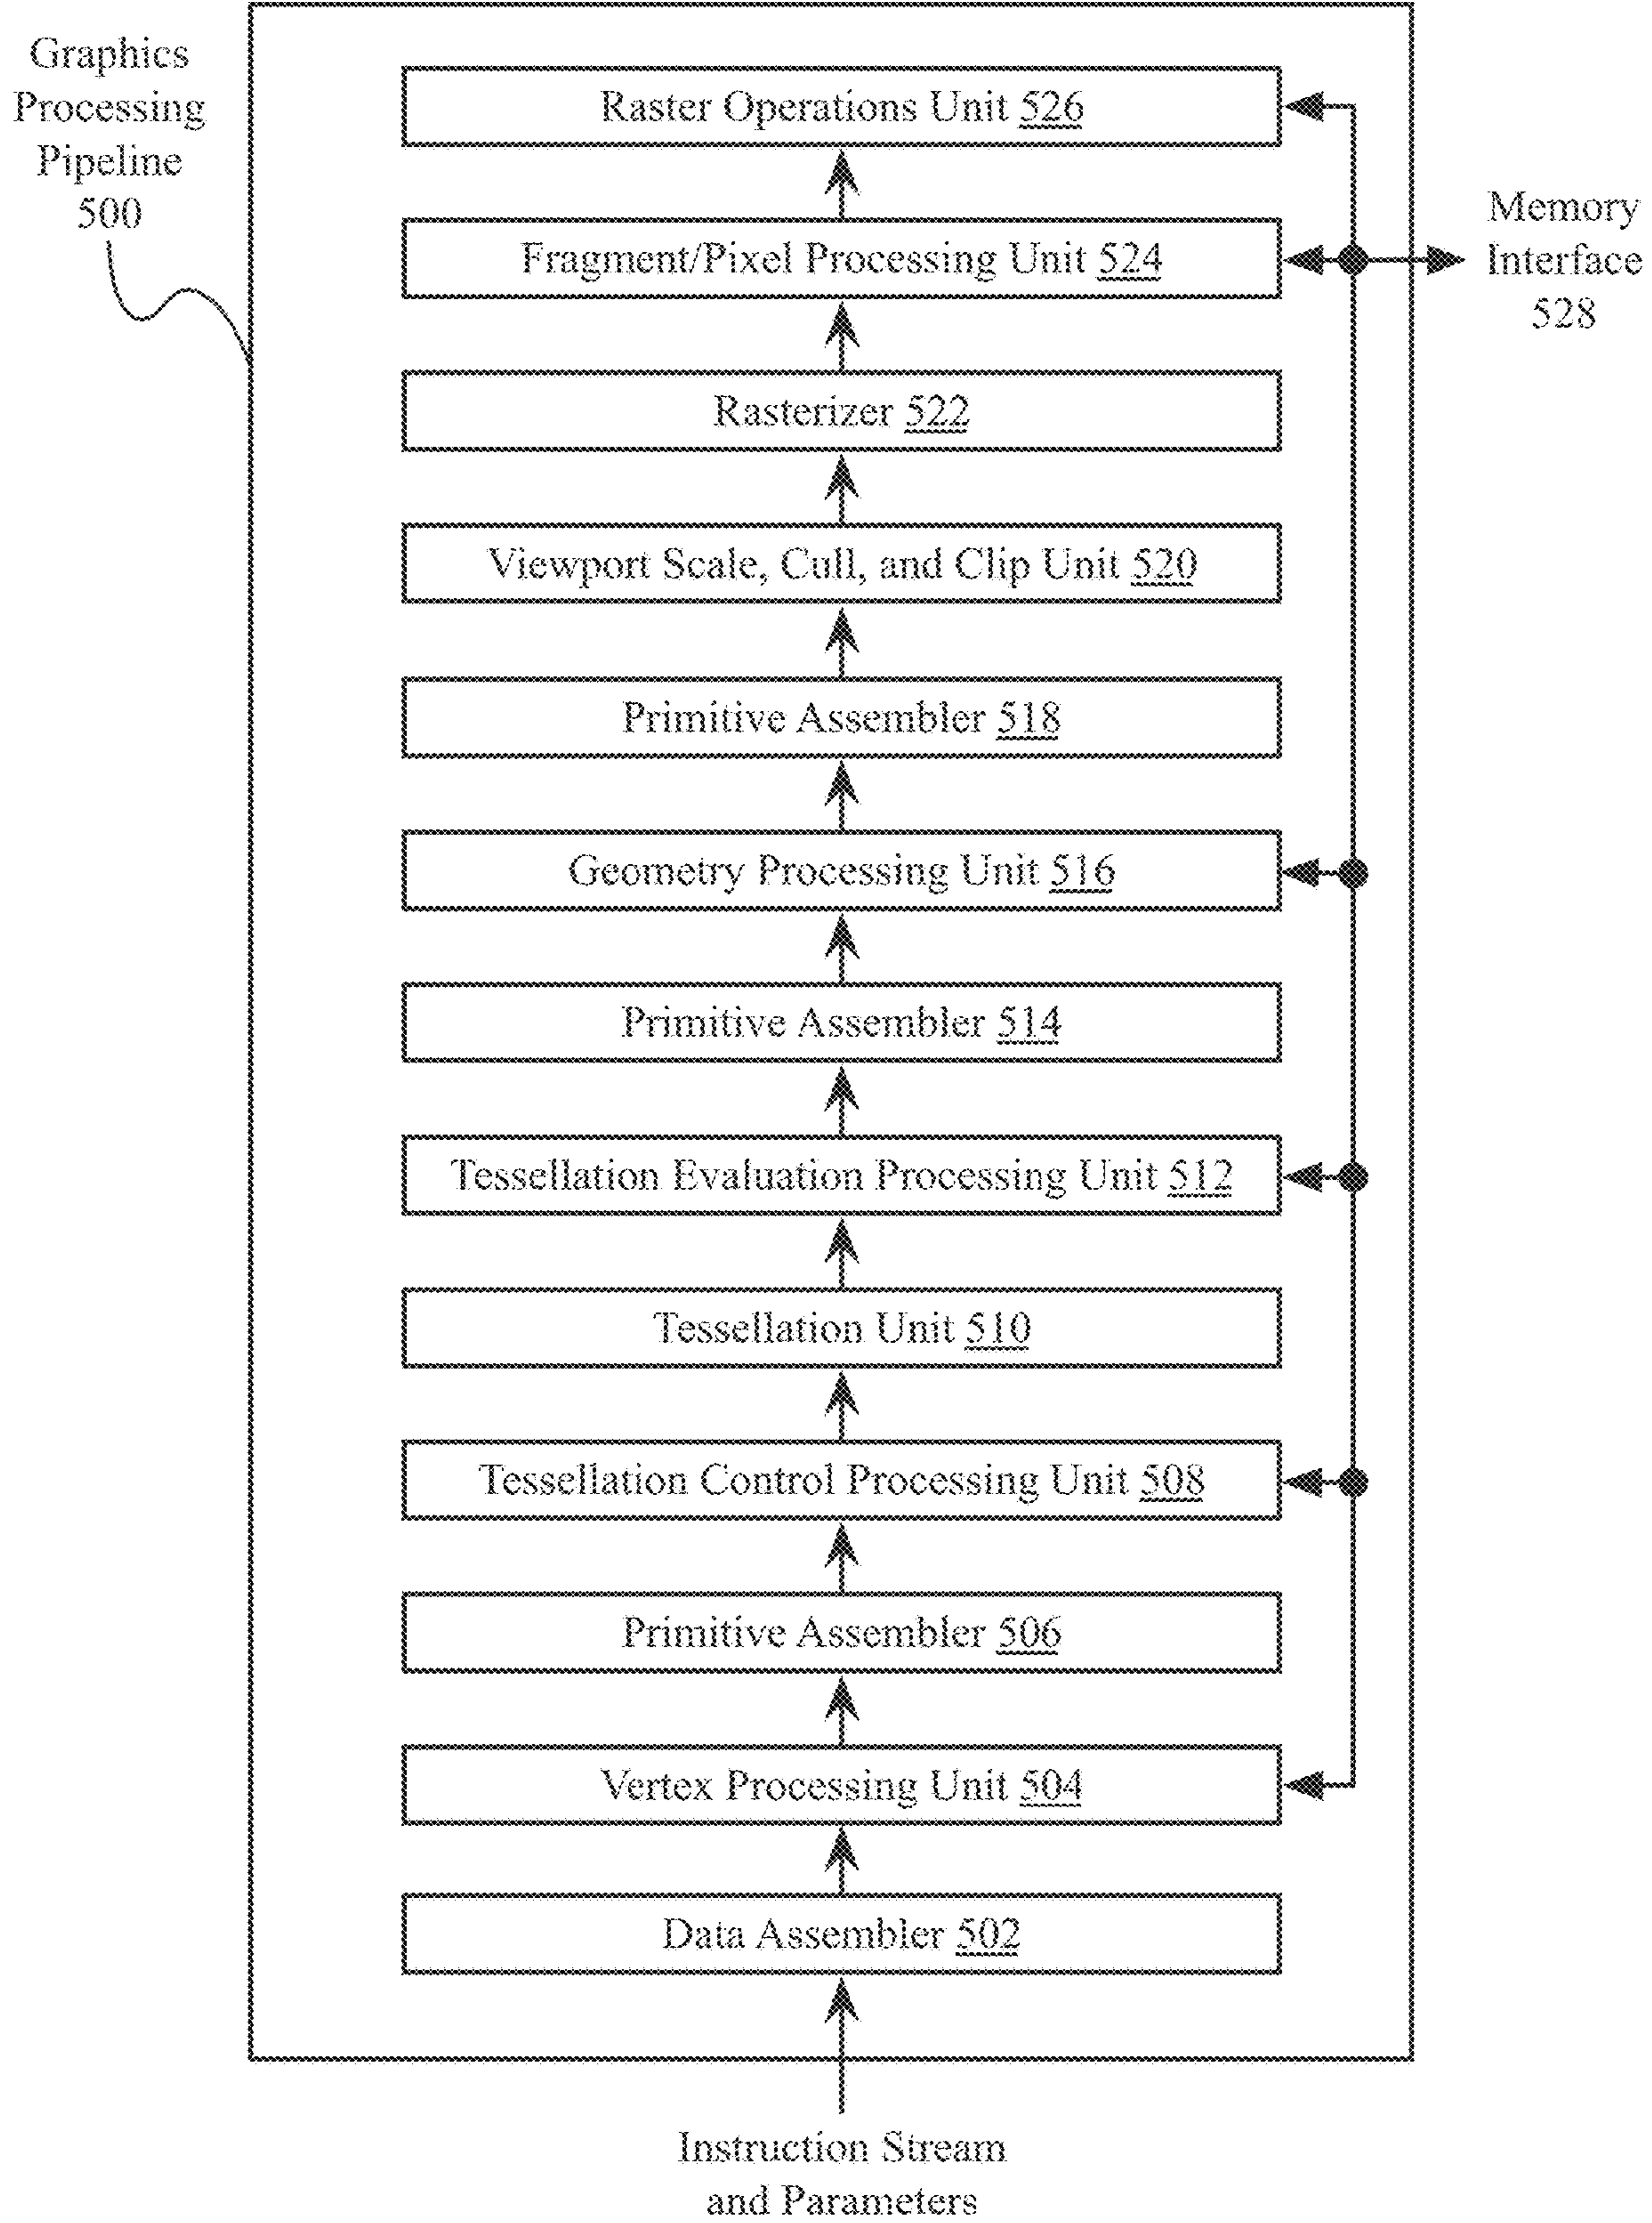 Graphics
Processing
Pipeline
500
Raster Operations Unit 526
Fragment/Pixel Processing Unit 524
Memory
Interface
528
Rasterizer 522
Viewport Scale, Cull, and Clip Unit 520
Primitive Assembler 518
Geometry Processing Unit 516
Primitive Assembler 514
Tessellation Evaluation Processing Unit 512
Tessellation Unit 510
Tessellation Control Processing Unit 508
Primitive Assembler 506
Vertex Processing Unit 504
Data Assembler 502
Instruction Stream
and Parameters